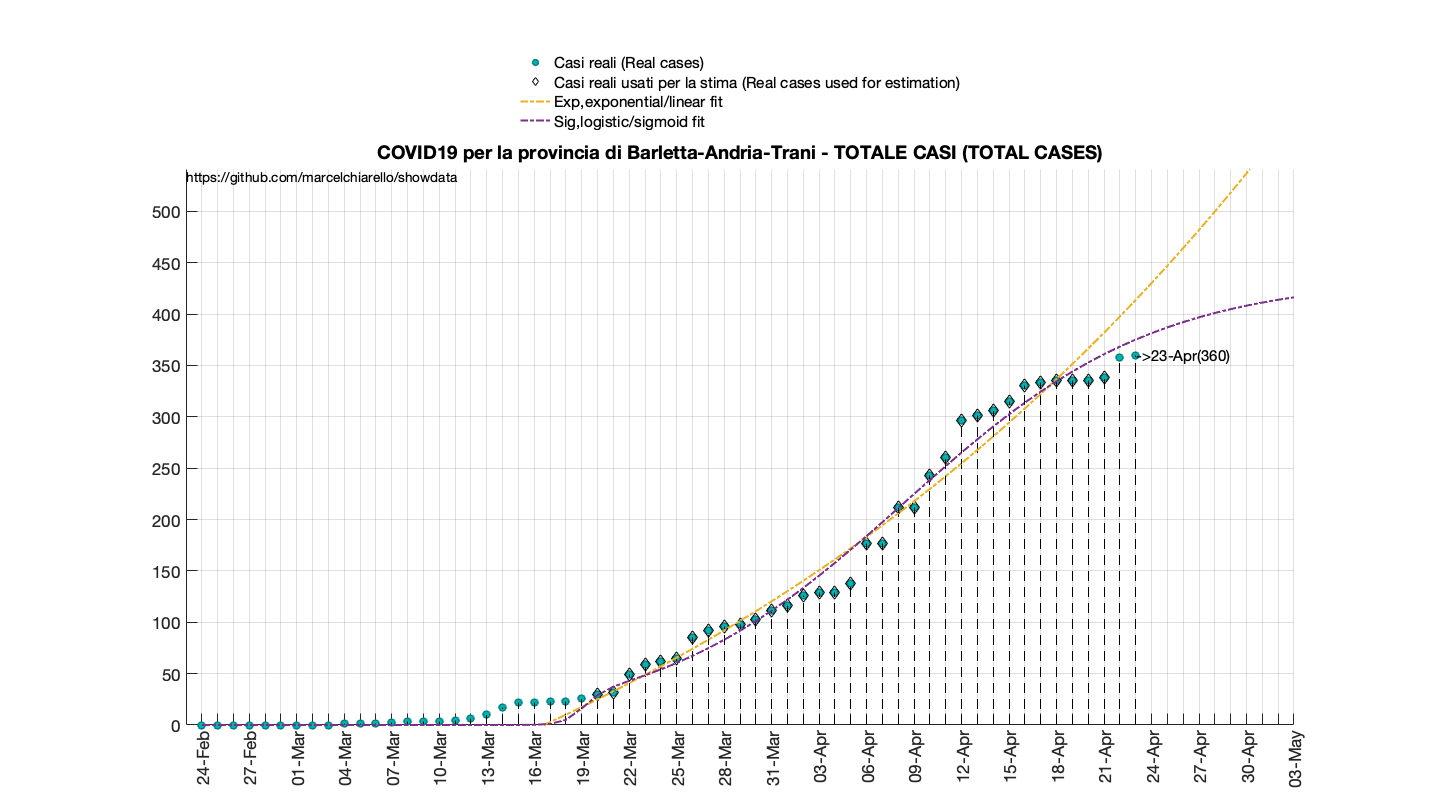 Casi reali (Real cases)
Casi reali usati per la stima (Real cases used for estimation)
Exp,exponential/linear fit
Sig,logistic/sigmoid fit
COVID19 per la provincia di Barletta-Andria-Trani - TOTALE CASI (TOTAL CASES)
https://github.com/marcelchiarello/showdata
500
450
400
350
300
250
200
150
100
50
0
->23-Apr(360)
24-Feb
27-Feb
01-Mar
04-Mar
07-Mar
10-Mar
13-Mar
16-Mar
19-Mar
22-Mar
25-Mar
28-Mar
31-Mar
03-Apr
06-Apr
09-Apr
12-Apr
15-Apr
18-Apr
21-Apr
24-Apr
27-Apr
30-Apr
03-May